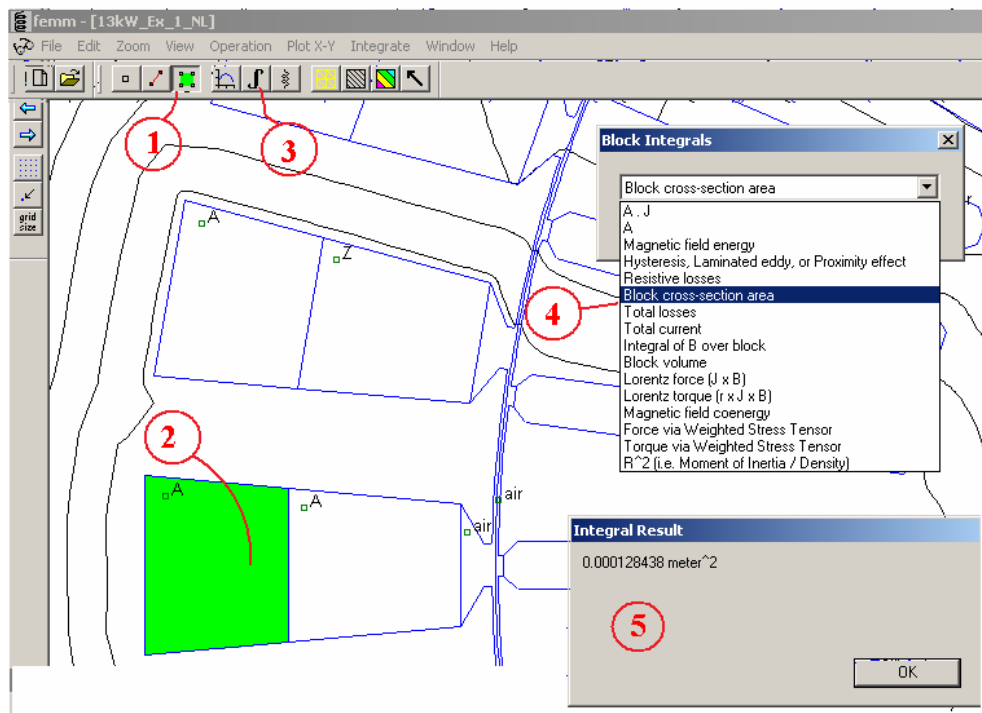 femm - [13kW_Ex_1_NL]
File Edit Zoom View Operation Plot X-Y Integrate Window Help
1
3
grid
size
A
Z
Block Integrals
Block cross-section area
A . J
A
Magnetic field energy
Hysteresis, Laminated eddy, or Proximity effect
Resistive losses
Block cross-section area
Total losses
Total current
Integral of B over block
Block volume
Lorentz force (J x B)
Lorentz torque (r x J x B)
Magnetic field coenergy
Force via Weighted Stress Tensor
Torque via Weighted Stress Tensor
R^2 (i.e. Moment of Inertia / Density)
4
2
A
A
air
air
Integral Result
0.000128438 meter^2
5
OK